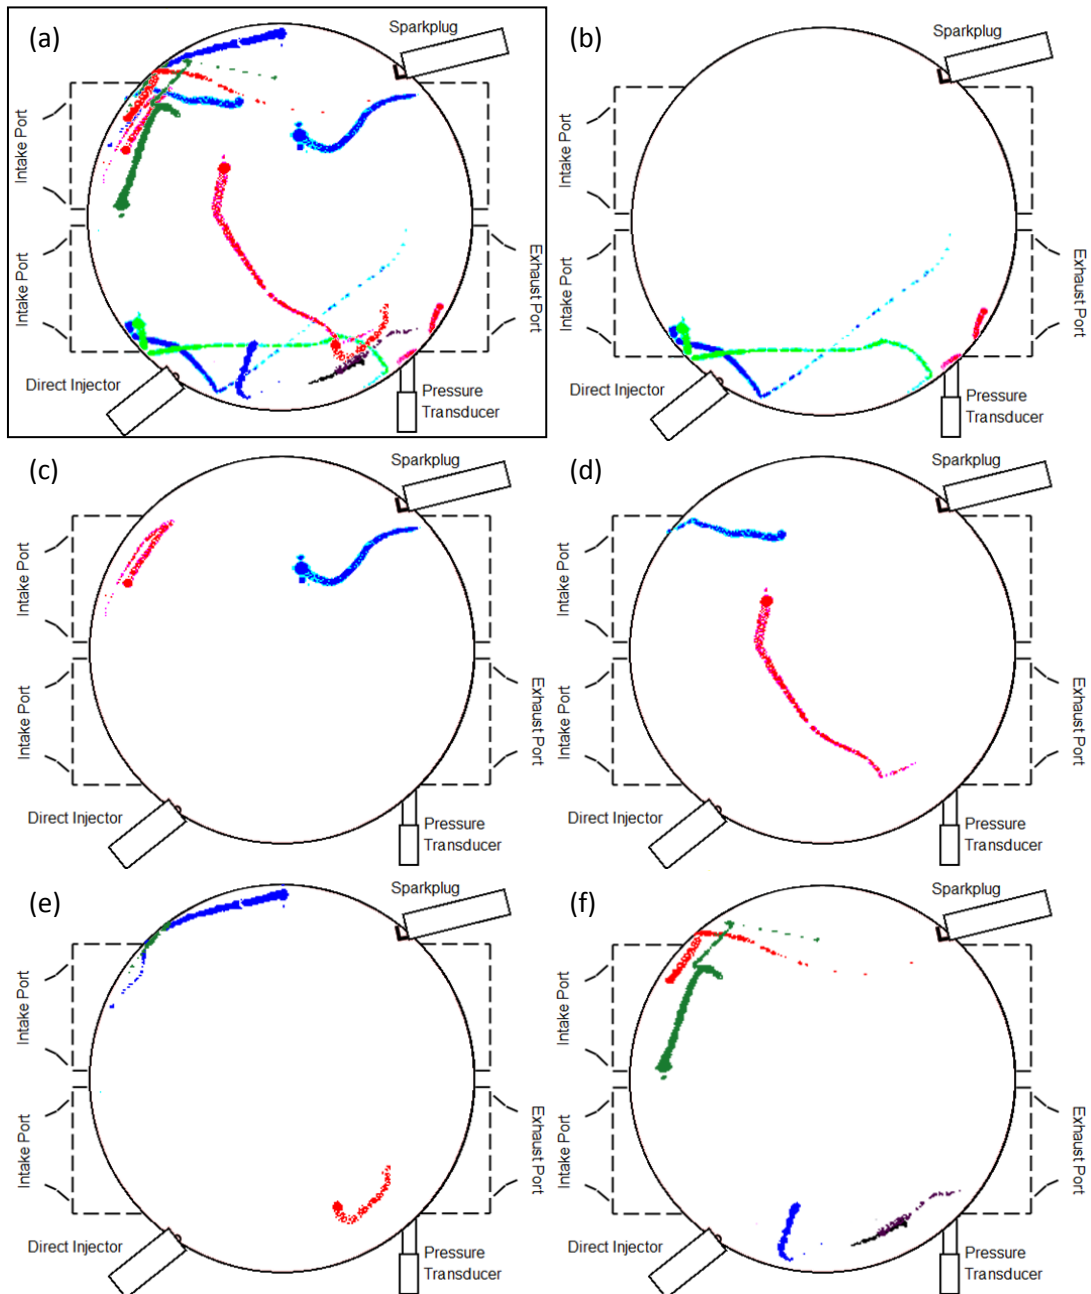 (a)
Sparkplug
Intake Port
Intake Port
Exhaust Port
Direct Injector
Pressure
Transducer
(b)
Sparkplug
Intake Port
Intake Port
Exhaust Port
Direct Injector
Pressure
Transducer
(c)
Sparkplug
Intake Port
Intake Port
Exhaust Port
Direct Injector
Pressure
Transducer
(d)
Sparkplug
Intake Port
Intake Port
Exhaust Port
Direct Injector
Pressure
Transducer
(e)
Sparkplug
Intake Port
Intake Port
Exhaust Port
Direct Injector
Pressure
Transducer
(f)
Sparkplug
Intake Port
Intake Port
Exhaust Port
Direct Injector
Pressure
Transducer